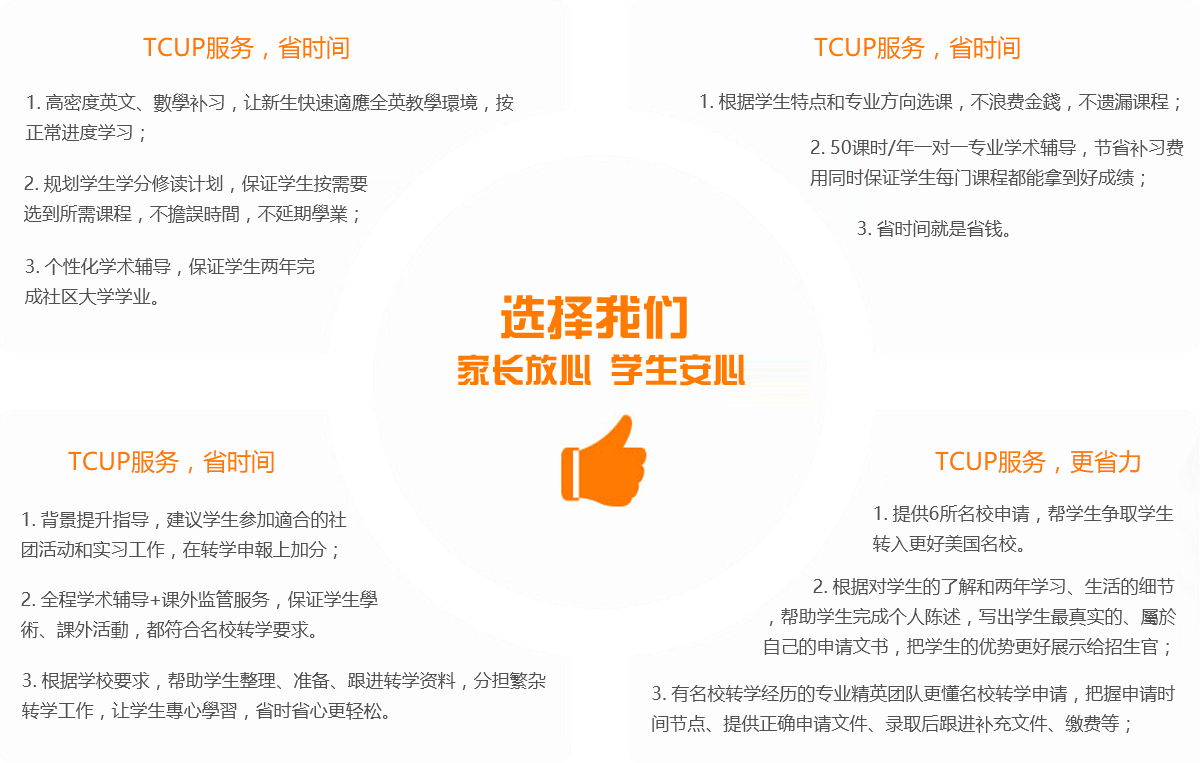 TCUP服务，省时间
1. 高密度英文、數學补习，让新生快速適應全英教學環境，按
正常进度学习；
2. 规划学生学分修读计划，保证学生按需要
选到所需课程，不擔誤時間，不延期學業；
3. 个性化学术辅导，保证学生两年完
成社区大学学业。
TCUP服务，省时间
1. 根据学生特点和专业方向选课，不浪费金錢，不遗漏课程；
2. 50课时/年一对一专业学术辅导，节省补习费
用同时保证学生每门课程都能拿到好成绩；
3. 省时间就是省钱。
选择我们
家长放心 学生安心
TCUP服务，省时间
1. 背景提升指导，建议学生参加適合的社
团活动和实习工作，在转学申報上加分；
2. 全程学术辅导+课外监管服务，保证学生學
術、課外活動，都符合名校转学要求。
3. 根据学校要求，帮助学生整理、准备、跟进转学资料，分担繁杂
转学工作，让学生專心學習，省时省心更轻松。
TCUP服务，更省力
1. 提供6所名校申请，帮学生争取学生
转入更好美国名校。
2. 根据对学生的了解和两年学习、生活的细节
，帮助学生完成个人陈述，写出学生最真实的、屬於
自己的申请文书，把学生的优势更好展示给招生官；
3. 有名校转学经历的专业精英团队更懂名校转学申请，把握申请时
间节点、提供正确申请文件、录取后跟进补充文件、缴费等；